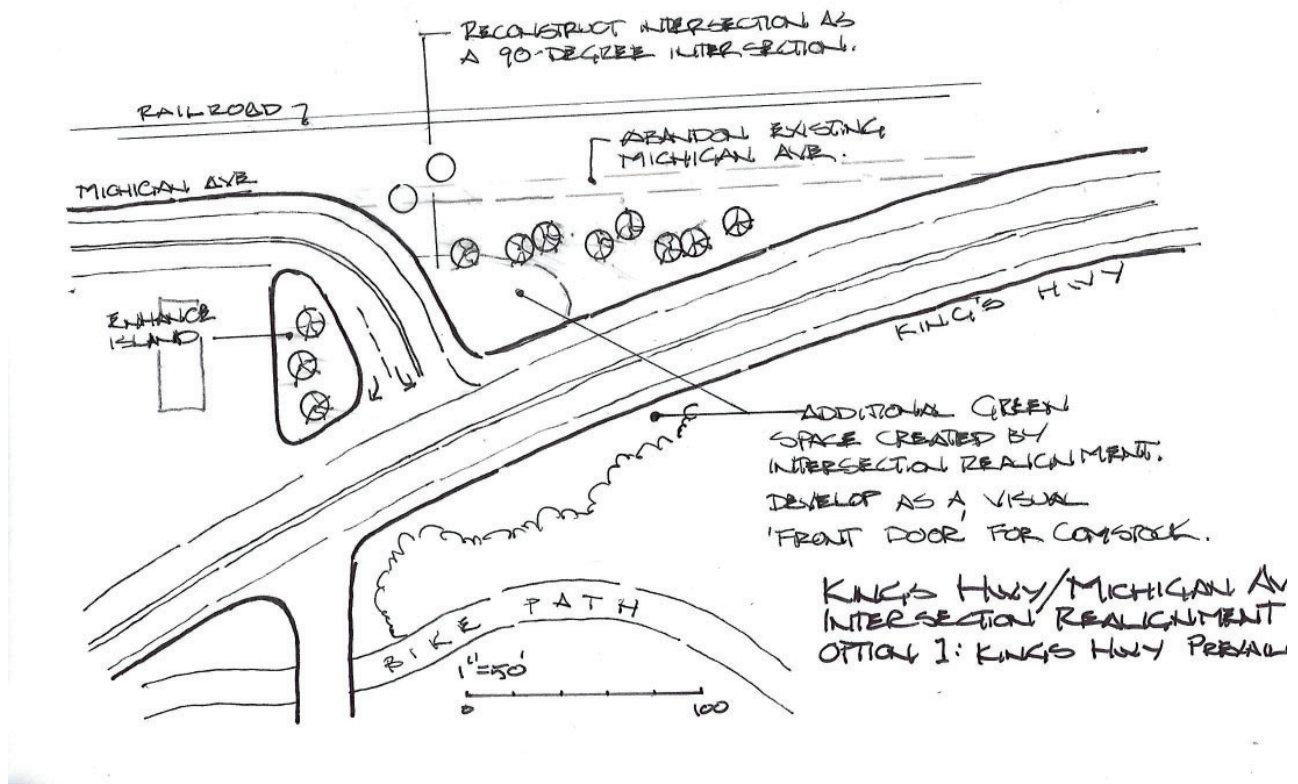 RECONSTRUCT INTERSECTION AS
A 90-DEGREE INTERSECTION.
RAILROAD
ABANDON EXISTING
MICHIGAN AVE.
MICHIGAN AVE
ENHANCE
ISLAND
KING'S HWY
ADDITIONAL GREEN
SPACE CREATED BY
INTERSECTION REALIGNMENT.
DEVELOP AS A VISUAL
'FRONT DOOR' FOR COMSTOCK.
BIKE PATH
1"=50'
0 100
KINGS HWY/MICHIGAN AV
INTERSECTION REALIGNMENT
OPTION 1: KINGS HWY PREVAIL